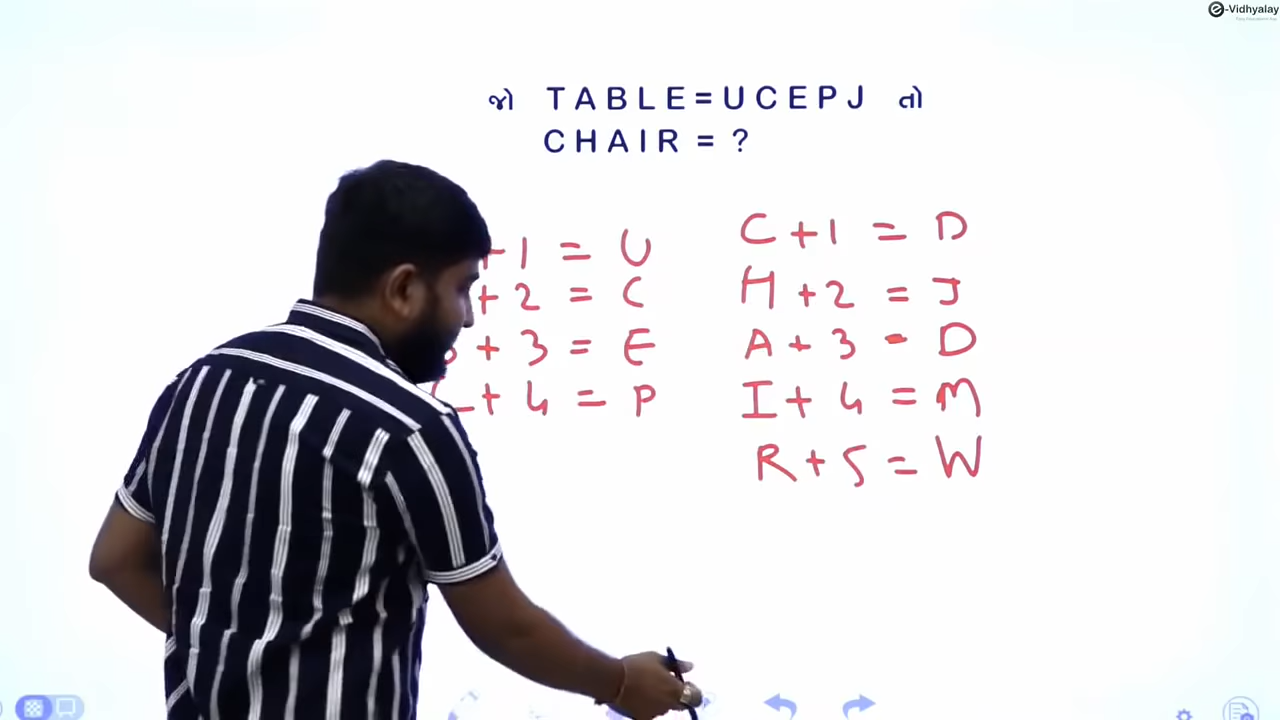 e-Vidhyalay
જો TABLE=UCEPJ તો
CHAIR = ?
+1 = U
+2 = C
+3 = E
L+4 = P
C+1 = D
H+2 = J
A+3 = D
I+4 = M
R+5 = W